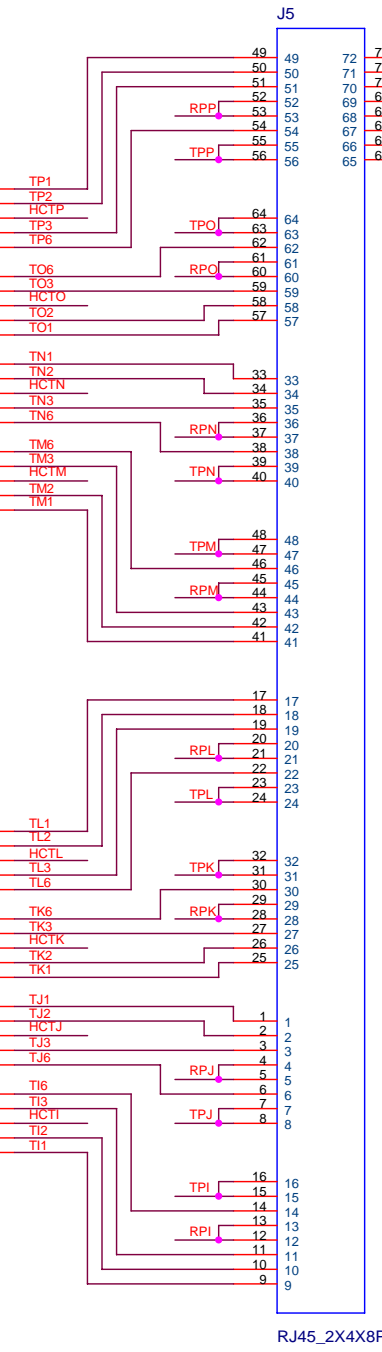 J5
49 49 72 7
50 50 71 7
51 51 70 7
52 52 69 6
RPP 53 53 68 6
54 54 67 6
55 55 66 6
TPP 56 56 65 6
TP1
TP2
HCTP
TP3
TP6
64 64
TPO 63 63
62 62
61 61
RPO 60 60
59 59
58 58
57 57
TO6
TO3
HCTO
TO2
TO1
TN1
TN2
HCTN
TN3
TN6
33 33
34 34
35 35
36 36
RPN 37 37
38 38
39 39
TPN 40 40
TM6
TM3
HCTM
TM2
TM1
48 48
TPM 47 47
46 46
45 45
RPM 44 44
43 43
42 42
41 41
17 17
18 18
19 19
20 20
RPL 21 21
22 22
23 23
TPL 24 24
TL1
TL2
HCTL
TL3
TL6
32 32
TPK 31 31
30 30
29 29
RPK 28 28
27 27
26 26
25 25
TK6
TK3
HCTK
TK2
TK1
TJ1
TJ2
HCTJ
TJ3
TJ6
1 1
2 2
3 3
4 4
RPJ 5 5
6 6
7 7
TPJ 8 8
TI6
TI3
HCTI
TI2
TI1
16 16
TPI 15 15
14 14
13 13
RPI 12 12
11 11
10 10
9 9
RJ45_2X4X8P